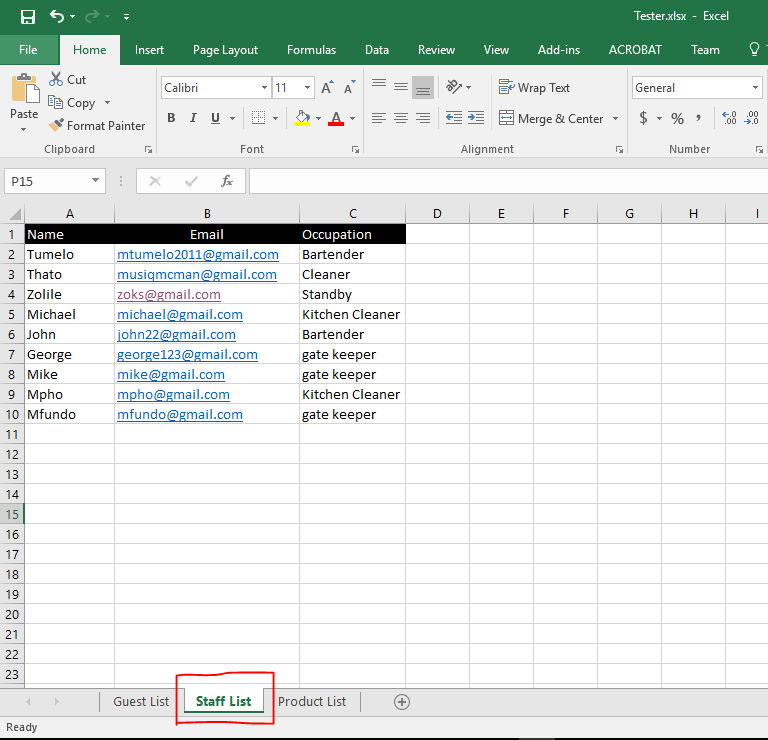 Tester.xlsx - Excel
File Home Insert Page Layout Formulas Data Review View Add-ins ACROBAT Team
Cut
Copy
Format Painter
Paste
Calibri 11 A A
B I U A
Wrap Text
Merge & Center
General
$ % , .00 .00
Clipboard Font Alignment Number
P15 fx
A B C D E F G H I
1 Name Email Occupation
2 Tumelo mtumelo2011@gmail.com Bartender
3 Thato musiqmcman@gmail.com Cleaner
4 Zolile zoks@gmail.com Standby
5 Michael michael@gmail.com Kitchen Cleaner
6 John john22@gmail.com Bartender
7 George george123@gmail.com gate keeper
8 Mike mike@gmail.com gate keeper
9 Mpho mpho@gmail.com Kitchen Cleaner
10 Mfundo mfundo@gmail.com gate keeper
11
12
13
14
15
16
17
18
19
20
21
22
23
Guest List Staff List Product List
Ready